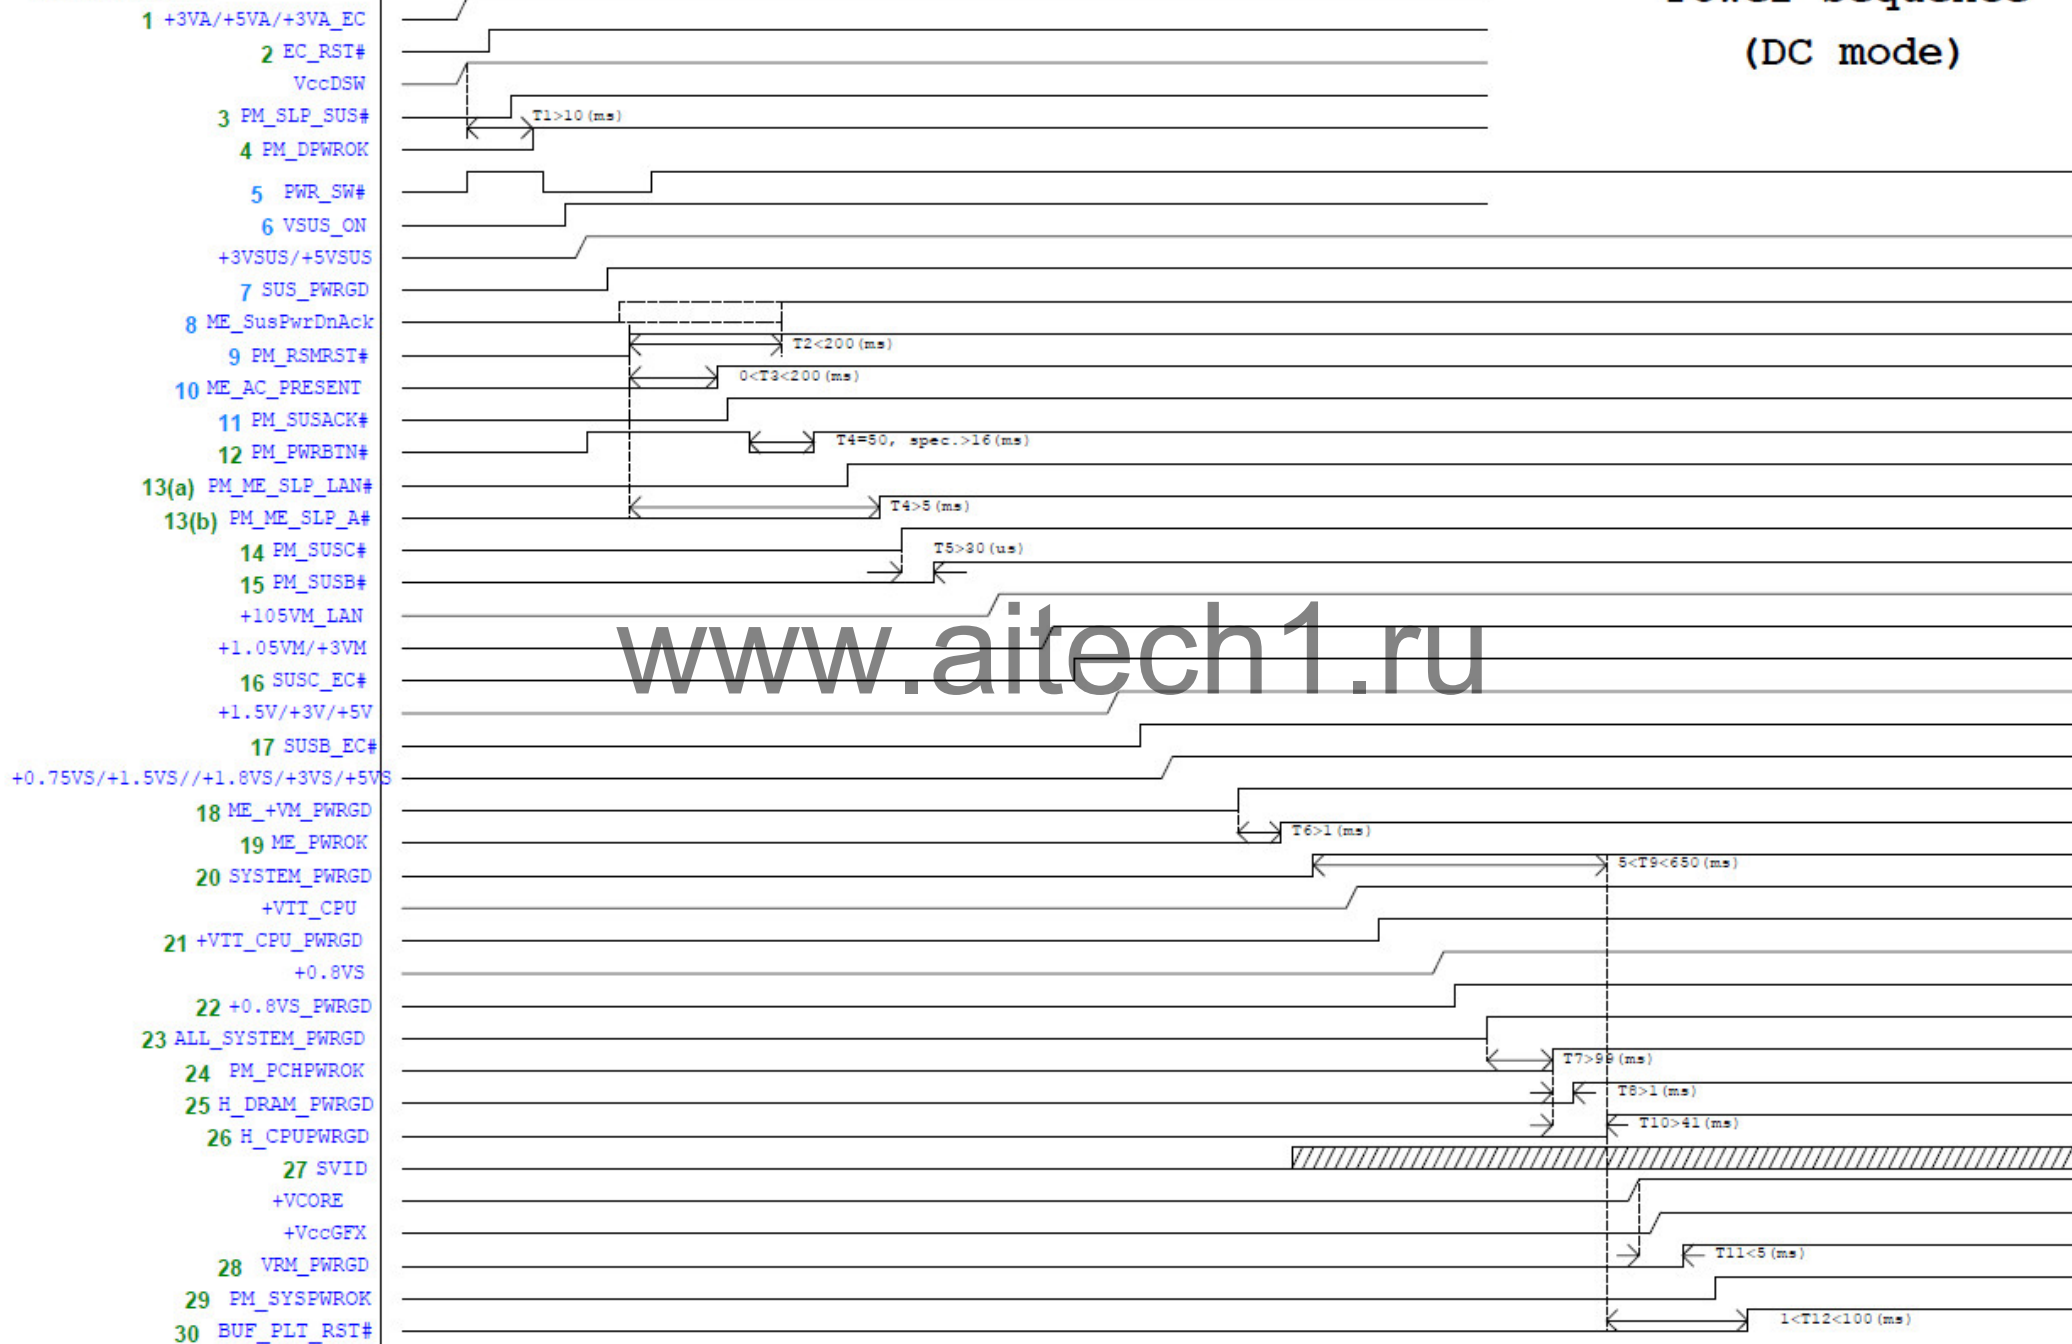 Power Sequence
(DC mode)
1 +3VA/+5VA/+3VA_EC
2 EC_RST#
VccDSW
3 PM_SLP_SUS# T1>10(ms)
4 PM_DPWROK
5 PWR_SW#
6 VSUS_ON
+3VSUS/+5VSUS
7 SUS_PWRGD
8 ME_SusPwrDnAck
9 PM_RSMRST# T2<200(ms)
10 ME_AC_PRESENT 0<T3<200(ms)
11 PM_SUSACK#
12 PM_PWRBTN# T4=50, spec.>16(ms)
13(a) PM_ME_SLP_LAN#
13(b) PM_ME_SLP_A# T4>5(ms)
14 PM_SUSC# T5>30(us)
15 PM_SUSB#
+105VM_LAN
www.aitech1.ru
+1.05VM/+3VM
16 SUSC_EC#
+1.5V/+3V/+5V
17 SUSB_EC#
+0.75VS/+1.5VS//+1.8VS/+3VS/+5VS
18 ME_+VM_PWRGD
19 ME_PWROK T6>1(ms)
20 SYSTEM_PWRGD 5<T9<650(ms)
+VTT_CPU
21 +VTT_CPU_PWRGD
+0.8VS
22 +0.8VS_PWRGD
23 ALL_SYSTEM_PWRGD
24 PM_PCHPWROK T7>99(ms)
25 H_DRAM_PWRGD T8>1(ms)
26 H_CPUPWRGD T10>41(ms)
27 SVID
+VCORE
+VccGFX
28 VRM_PWRGD T11<5(ms)
29 PM_SYSPWROK
30 BUF_PLT_RST# 1<T12<100(ms)